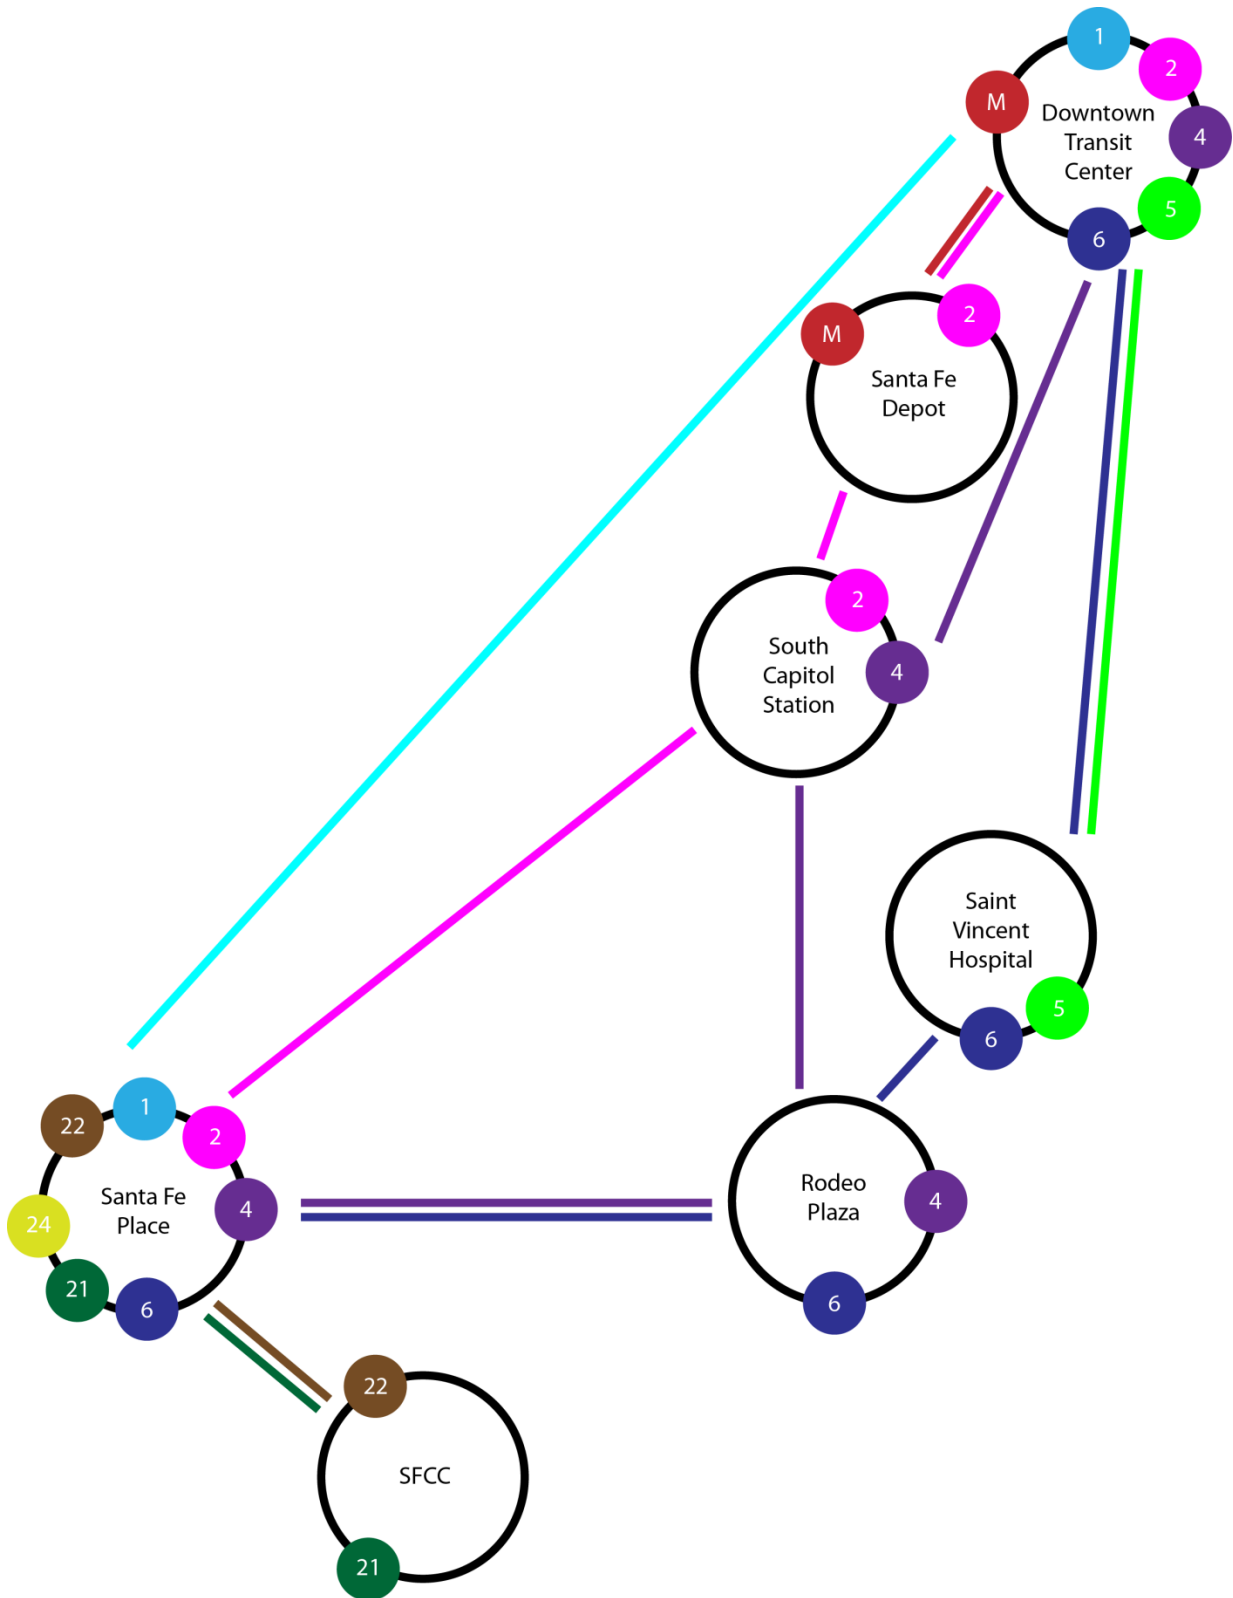 1
2
M
Downtown
Transit
Center
4
5
6
M
2
Santa Fe
Depot
2
South
Capitol
Station
4
Saint
Vincent
Hospital
5
6
22
1
2
Santa Fe
Place
4
24
21
6
Rodeo
Plaza
4
6
22
SFCC
21